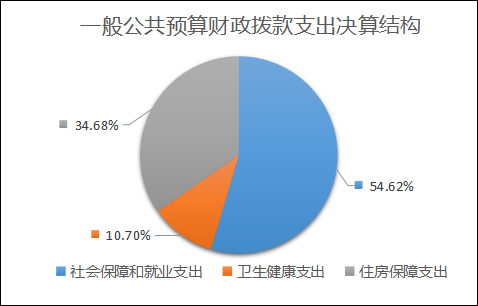 一般公共预算财政拨款支出决算结构
34.68%
54.62%
10.70%
社会保障和就业支出 卫生健康支出 住房保障支出